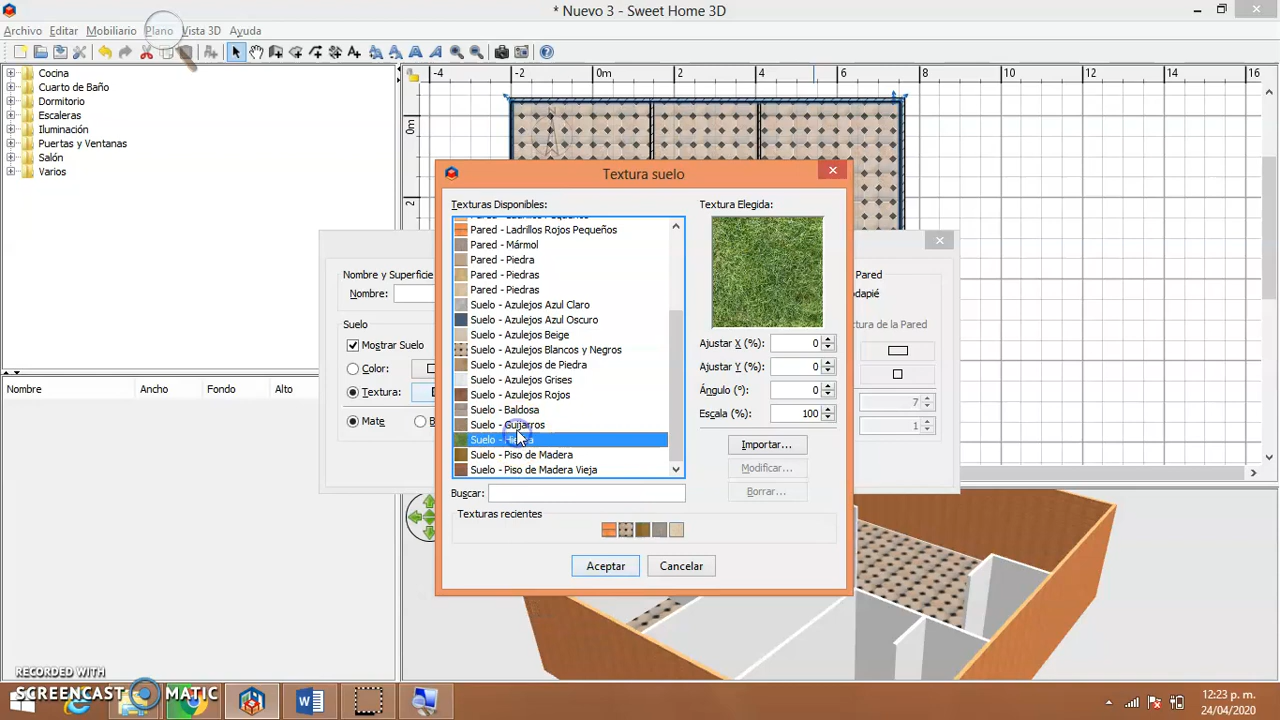 * Nuevo 3 - Sweet Home 3D
Archivo Editar Mobiliario Plano Vista 3D Ayuda
Cocina
Cuarto de Baño
Dormitorio
Escaleras
Iluminación
Puertas y Ventanas
Salón
Varios
Nombre Ancho Fondo Alto
-4 -2 0m 2 4 6 8 10 12 14 16
0m
2
Nombre y Superficie
Nombre:
Suelo
Mostrar Suelo
Color:
Textura:
Mate
B
Pared
odapié
tura de la Pared
7
1
Textura suelo
Texturas Disponibles:
Pared - Ladrillos Rojos Pequeños
Pared - Mármol
Pared - Piedra
Pared - Piedras
Pared - Piedras
Suelo - Azulejos Azul Claro
Suelo - Azulejos Azul Oscuro
Suelo - Azulejos Beige
Suelo - Azulejos Blancos y Negros
Suelo - Azulejos de Piedra
Suelo - Azulejos Grises
Suelo - Azulejos Rojos
Suelo - Baldosa
Suelo - Guijarros
Suelo - Hierba
Suelo - Piso de Madera
Suelo - Piso de Madera Vieja
Buscar:
Texturas recientes
Textura Elegida:
Ajustar X (%): 0
Ajustar Y (%): 0
Ángulo (º): 0
Escala (%): 100
Importar...
Modificar...
Borrar...
Aceptar Cancelar
RECORDED WITH
SCREENCAST MATIC
12:23 p. m.
24/04/2020